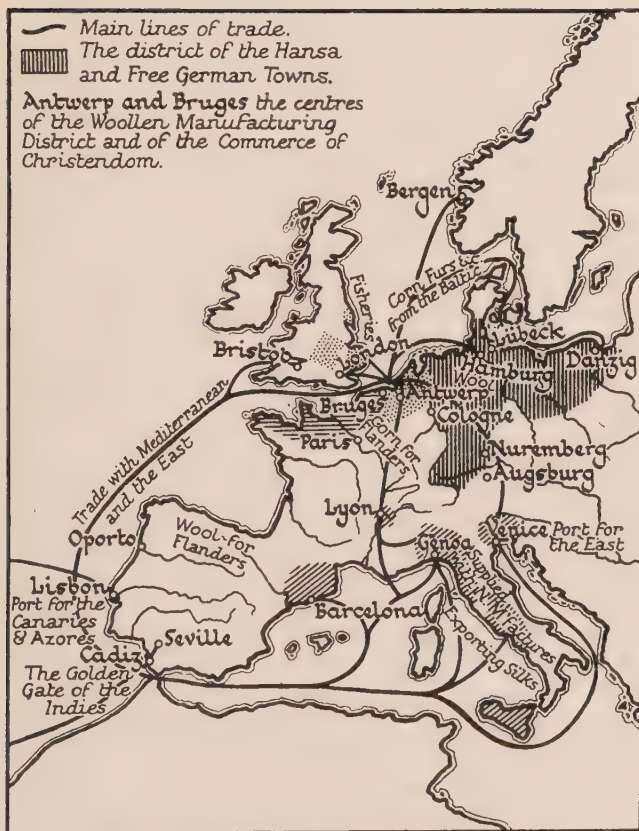 Main lines of trade.
The district of the Hansa
and Free German Towns.
Antwerp and Bruges the centres
of the Woollen Manufacturing
District and of the Commerce of
Christendom.
Bergen
Fisheries
Corn Furs &c
from the Baltic
Lübeck
Bristol
London
Hamburg
Danzig
Wool
Bruges
Antwerp
Cologne
Paris
Corn for
Flanders
Nuremberg
Augsburg
Trade with Mediterranean
and the East
Lyon
Oporto
Wool for
Flanders
Genoa
Venice
Port for
the East
Supplied
with Manufactures
Exporting Silks
Lisbon
Port for the
Canaries
& Azores
Barcelona
Seville
Càdiz
The Golden
Gate of the
Indies